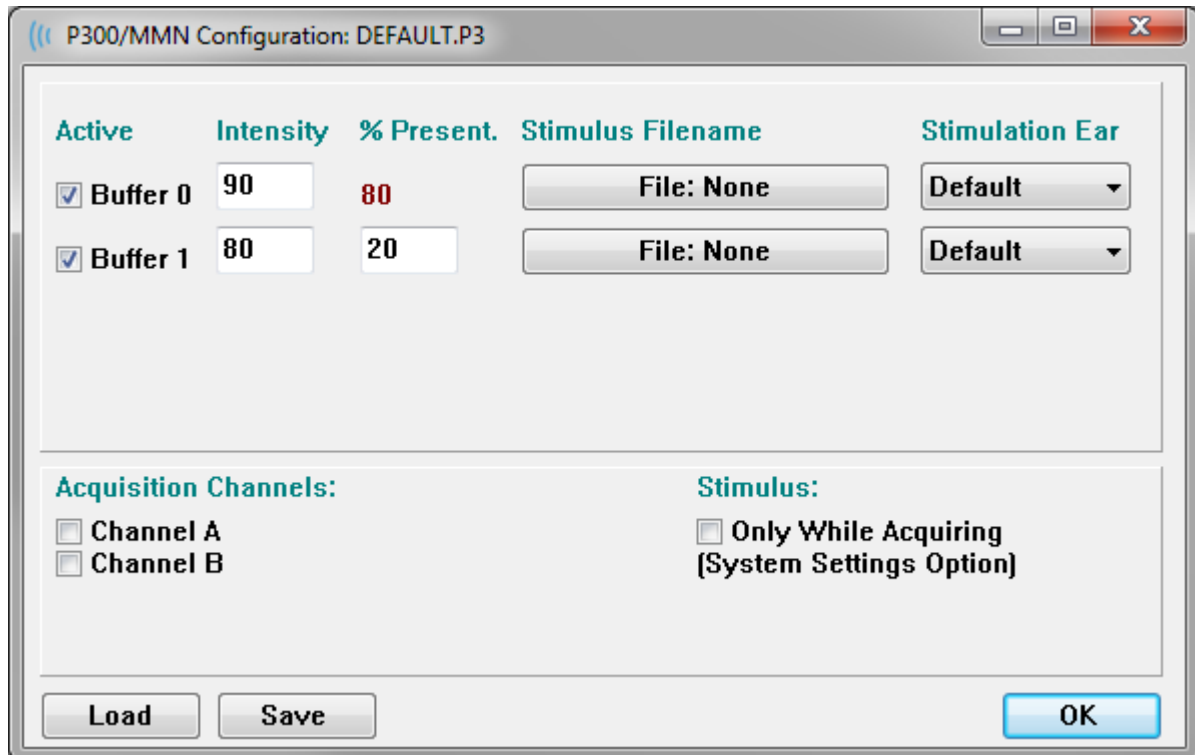 P300/MMN Configuration: DEFAULT.P3
Active Intensity % Present. Stimulus Filename Stimulation Ear
Buffer 0 90 80 File: None Default
Buffer 1 80 20 File: None Default
Acquisition Channels: Stimulus:
Channel A Only While Acquiring
Channel B (System Settings Option)
Load Save OK